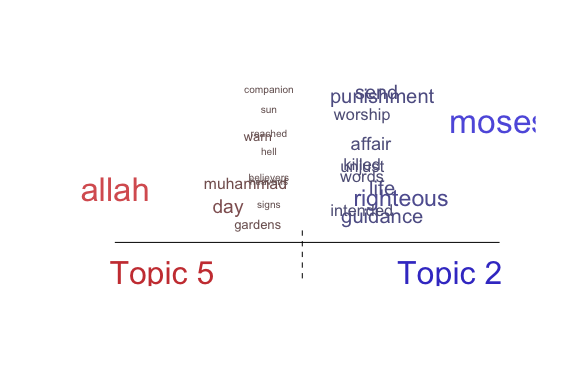 companion
send
punishment
sun
worship
moses
reached
warn
affair
hell
killed
unjust
words
believers
muhammad
life
allah
righteous
day
signs
intended
guidance
gardens
Topic 5
Topic 2